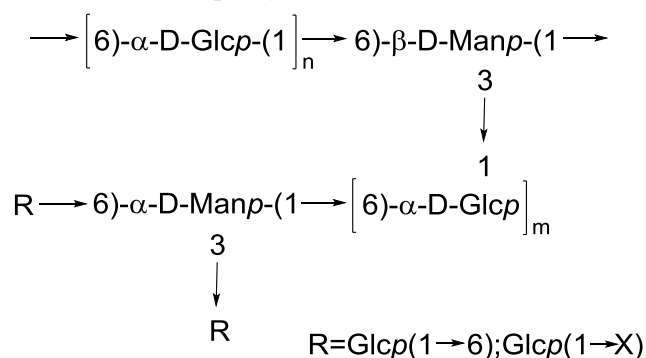 →[6)-α-D-Glcp-(1]n→6)-β-D-Manp-(1→
3
↓
1
R→6)-α-D-Manp-(1→[6)-α-D-Glcp]m
3
↓
R
R=Glcp(1→6);Glcp(1→X)